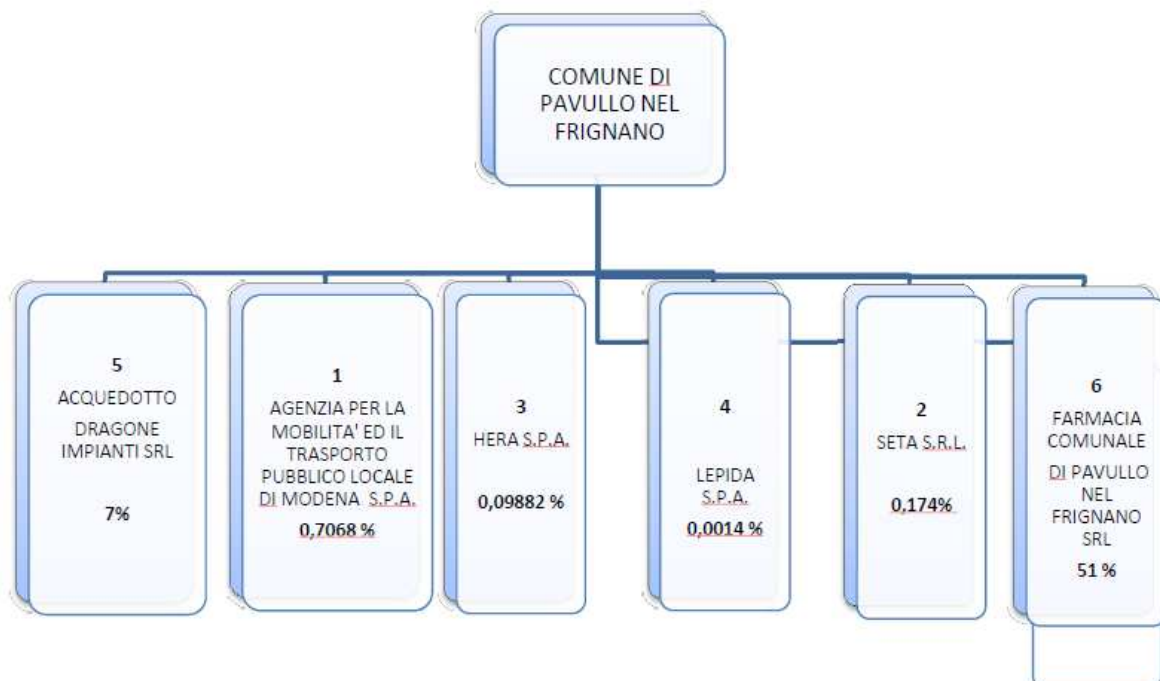 COMUNE DI
PAVULLO NEL
FRIGNANO
5
ACQUEDOTTO
DRAGONE
IMPIANTI SRL
7%
1
AGENZIA PER LA
MOBILITA' ED IL
TRASPORTO
PUBBLICO LOCALE
DI MODENA S.P.A.
0,7068 %
3
HERA S.P.A.
0,09882 %
4
LEPIDA
S.P.A.
0,0014 %
2
SETA S.R.L.
0,174%
6
FARMACIA
COMUNALE
DI PAVULLO
NEL
FRIGNANO
SRL
51 %